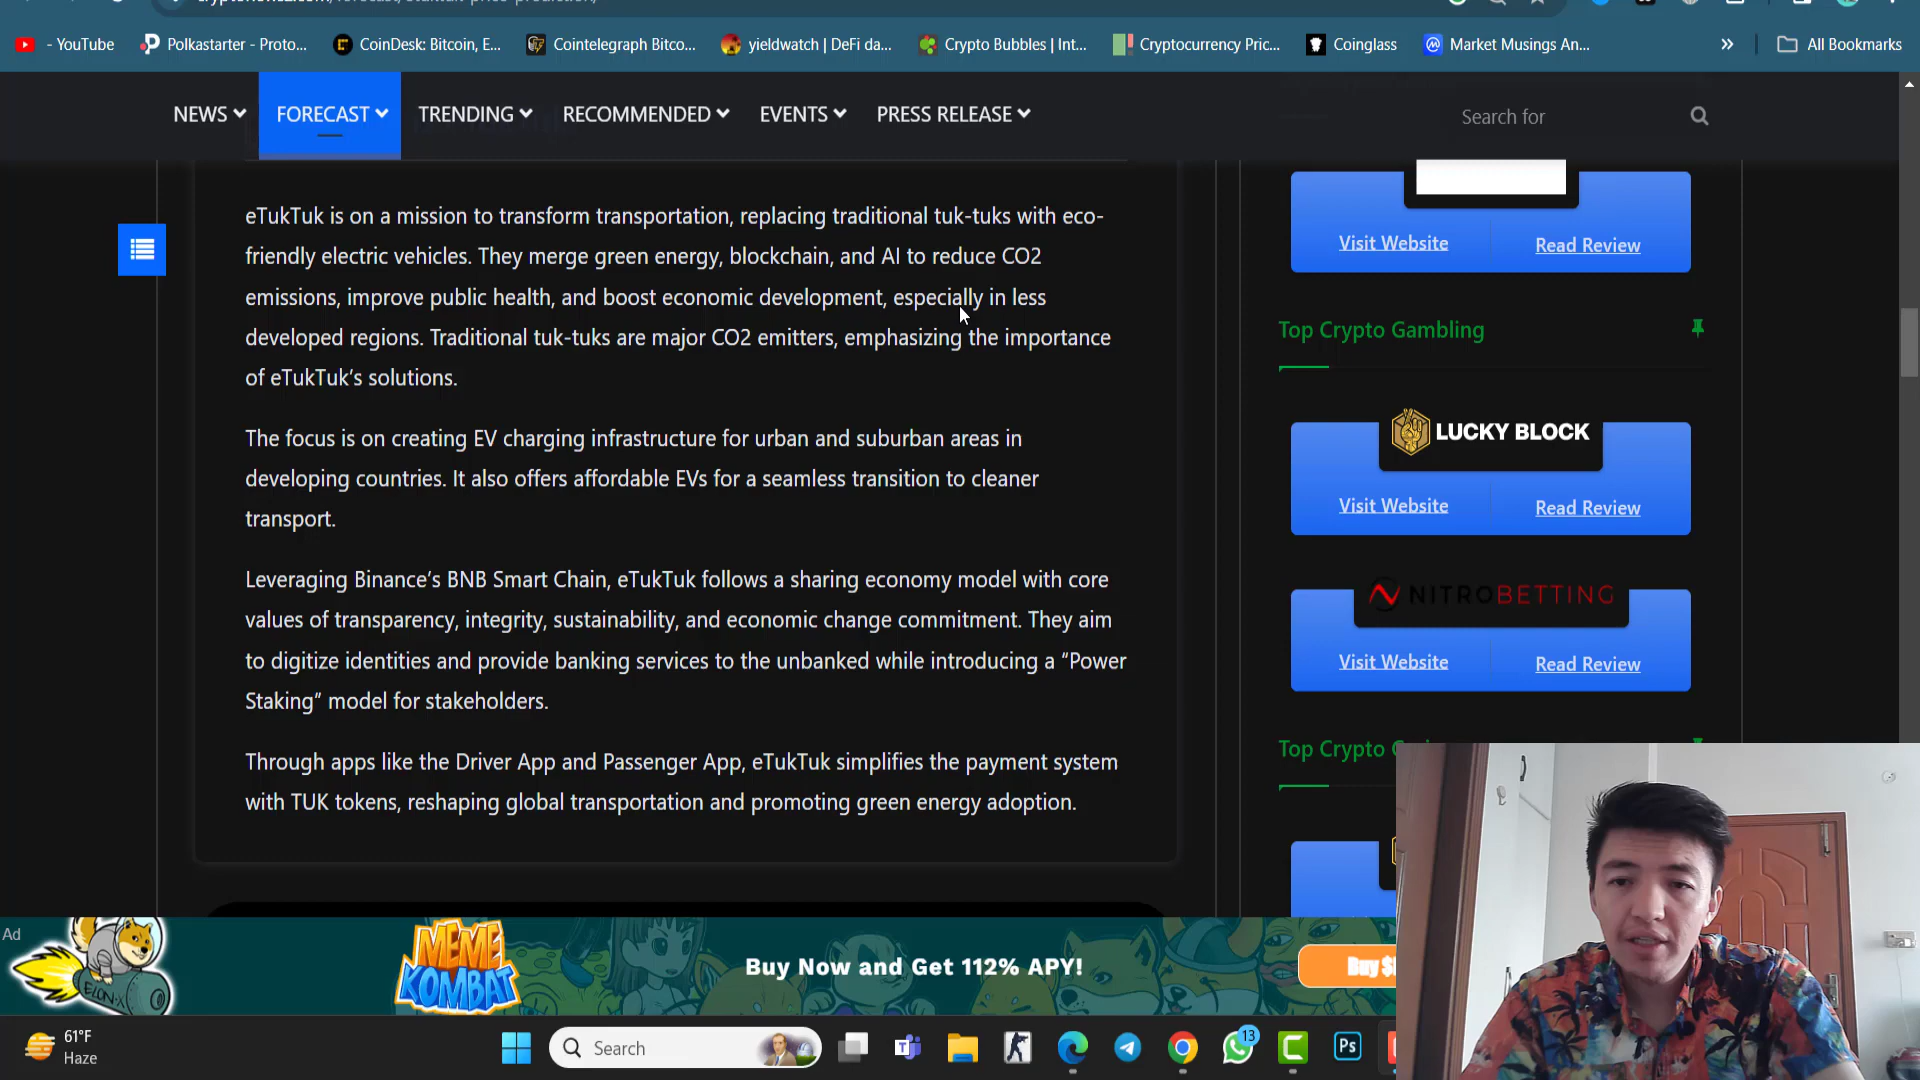 - YouTube
Polkastarter - Proto...
CoinDesk: Bitcoin, E...
Cointelegraph Bitco...
yieldwatch | DeFi da...
Crypto Bubbles | Int...
Cryptocurrency Pric...
Coinglass
Market Musings An...
All Bookmarks
NEWS
FORECAST
TRENDING
RECOMMENDED
EVENTS
PRESS RELEASE
Search for
eTukTuk is on a mission to transform transportation, replacing traditional tuk-tuks with eco-
friendly electric vehicles. They merge green energy, blockchain, and AI to reduce CO2
emissions, improve public health, and boost economic development, especially in less
developed regions. Traditional tuk-tuks are major CO2 emitters, emphasizing the importance
of eTukTuk’s solutions.
The focus is on creating EV charging infrastructure for urban and suburban areas in
developing countries. It also offers affordable EVs for a seamless transition to cleaner
transport.
Leveraging Binance’s BNB Smart Chain, eTukTuk follows a sharing economy model with core
values of transparency, integrity, sustainability, and economic change commitment. They aim
to digitize identities and provide banking services to the unbanked while introducing a “Power
Staking” model for stakeholders.
Through apps like the Driver App and Passenger App, eTukTuk simplifies the payment system
with TUK tokens, reshaping global transportation and promoting green energy adoption.
Visit Website
Read Review
Top Crypto Gambling
LUCKY BLOCK
Visit Website
Read Review
NITROBETTING
Visit Website
Read Review
Top Crypto
Ad
ELON-X
MEME
KOMBAT
Buy Now and Get 112% APY!
Buy
61°F
Haze
Search
13
Ps